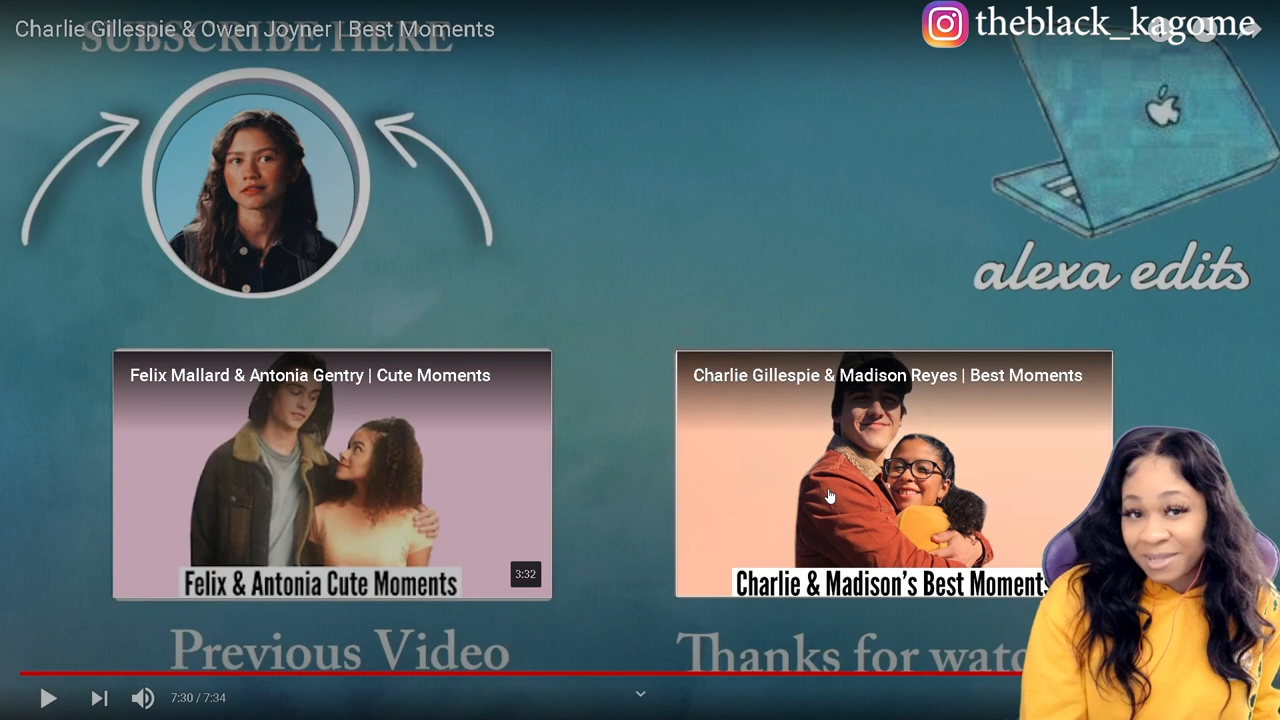 Charlie Gillespie & Owen Joyner | Best Moments
SUBSCRIBE HERE
theblack_kagome
alexa edits
Felix Mallard & Antonia Gentry | Cute Moments
Felix & Antonia Cute Moments
3:32
Charlie Gillespie & Madison Reyes | Best Moments
Charlie & Madison's Best Moments
Previous Video
Thanks for watc
7:30 / 7:34